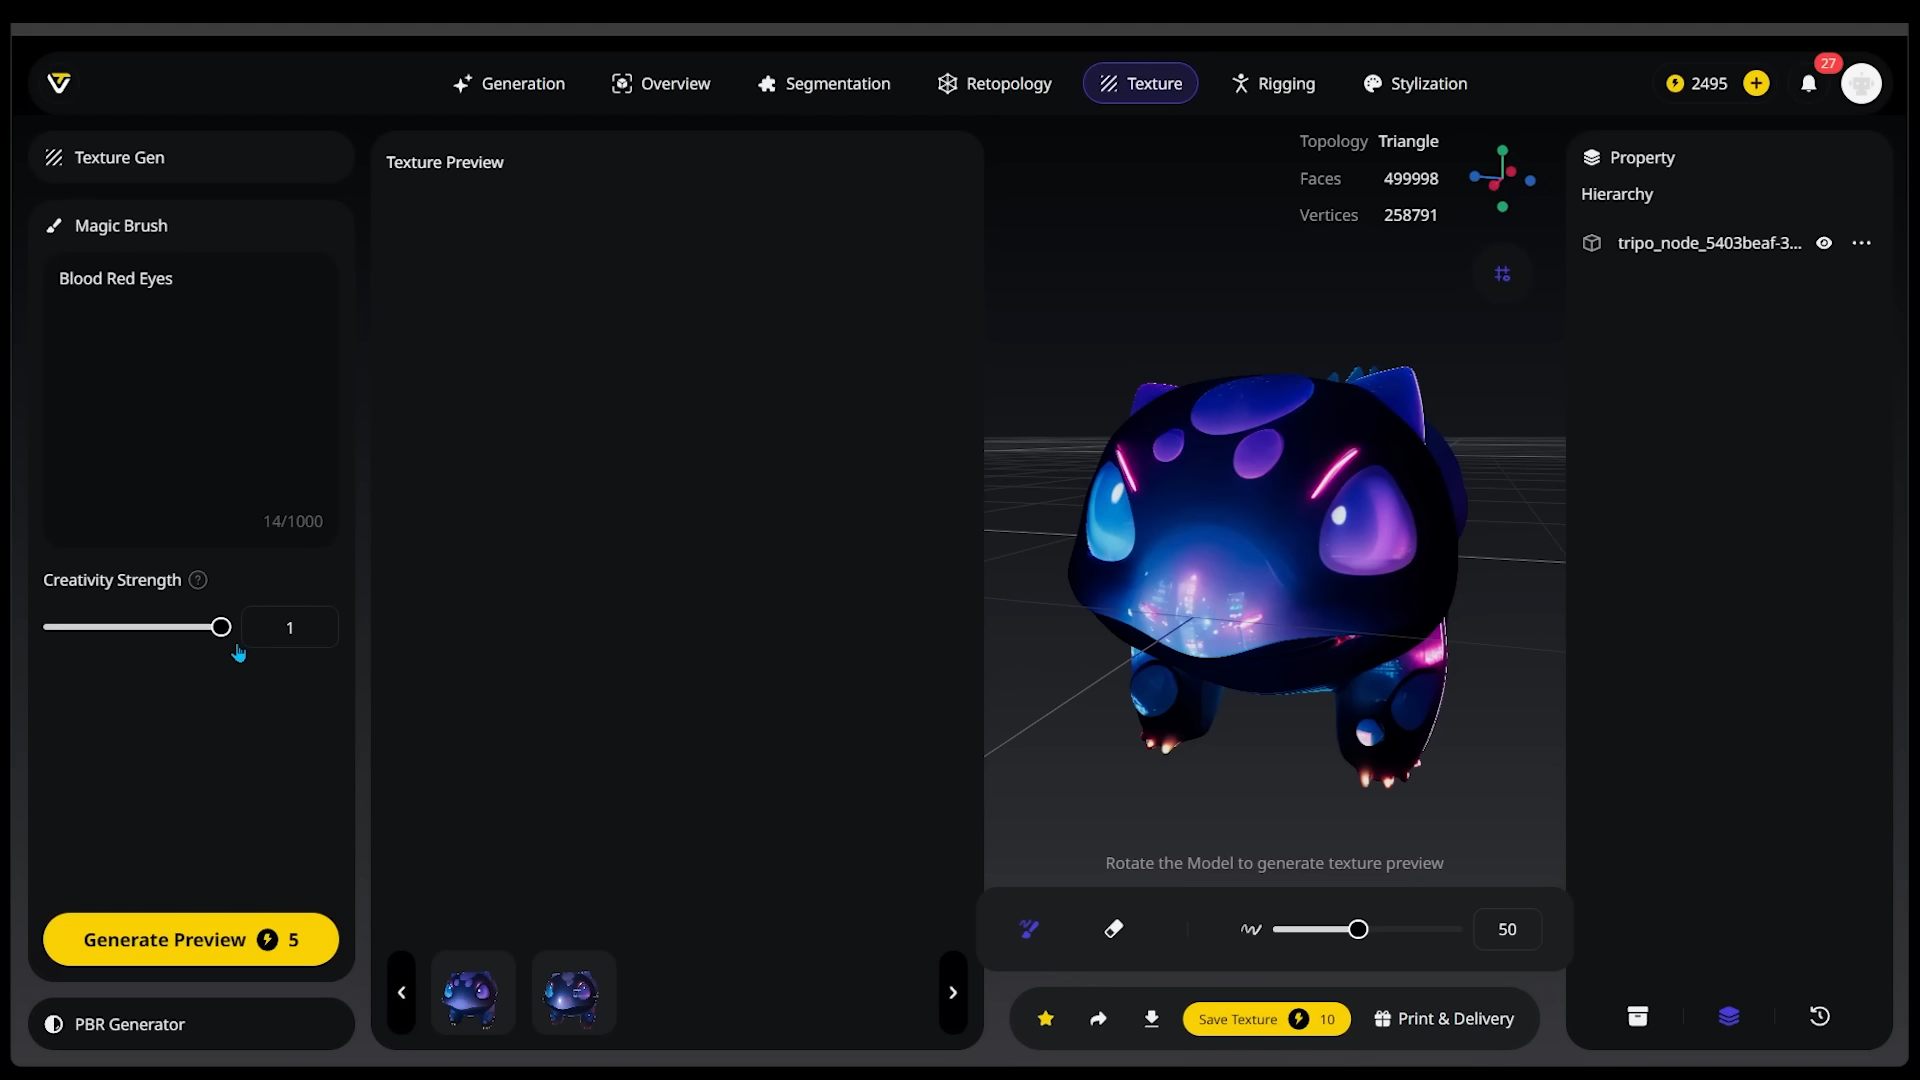 Generation
Overview
Segmentation
Retopology
Texture
Rigging
Stylization
2495
27
Texture Gen
Magic Brush
Blood Red Eyes
14/1000
Creativity Strength ?
1
Generate Preview 5
PBR Generator
Texture Preview
Topology Triangle
Faces 499998
Vertices 258791
Rotate the Model to generate texture preview
50
Save Texture 10
Print & Delivery
Property
Hierarchy
tripo_node_5403beaf-3...